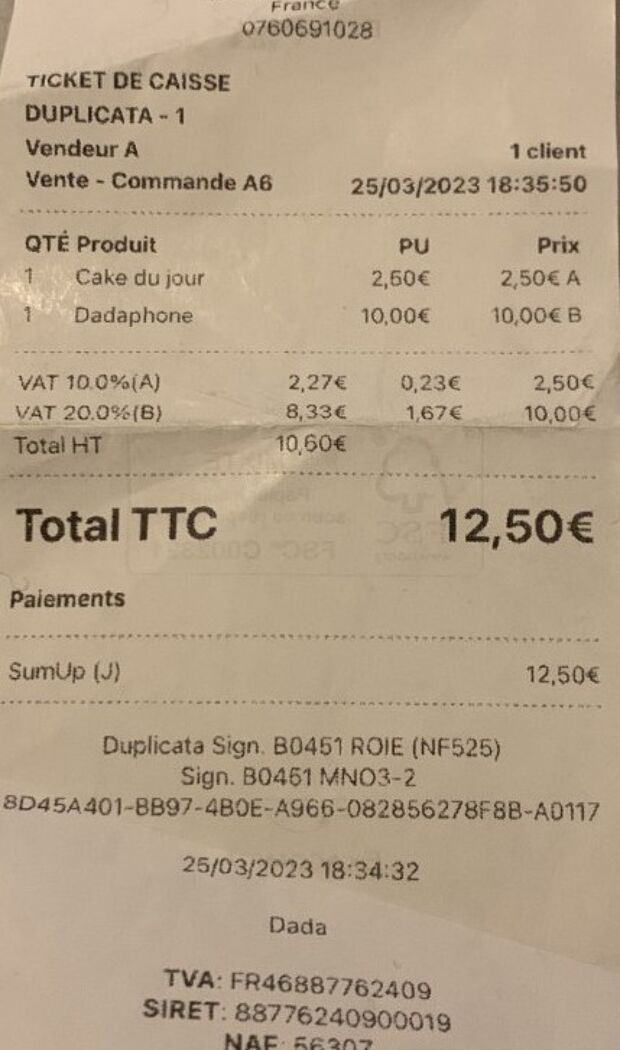 France
0760691028
TICKET DE CAISSE
DUPLICATA - 1
Vendeur A 1 client
Vente - Commande A6 25/03/2023 18:35:50
QTÉ Produit PU Prix
1 Cake du jour 2,50€ 2,50€ A
1 Dadaphone 10,00€ 10,00€ B
VAT 10.0%(A) 2,27€ 0,23€ 2,50€
VAT 20.0%(B) 8,33€ 1,67€ 10,00€
Total HT 10,60€
Total TTC 12,50€
Paiements
SumUp (J) 12,50€
Duplicata Sign. B0451 ROIE (NF525)
Sign. B0461 MNO3-2
8D45A401-BB97-4B0E-A966-082856278F8B-A0117
25/03/2023 18:34:32
Dada
TVA: FR46887762409
SIRET: 88776240900019
NAF: 5630Z